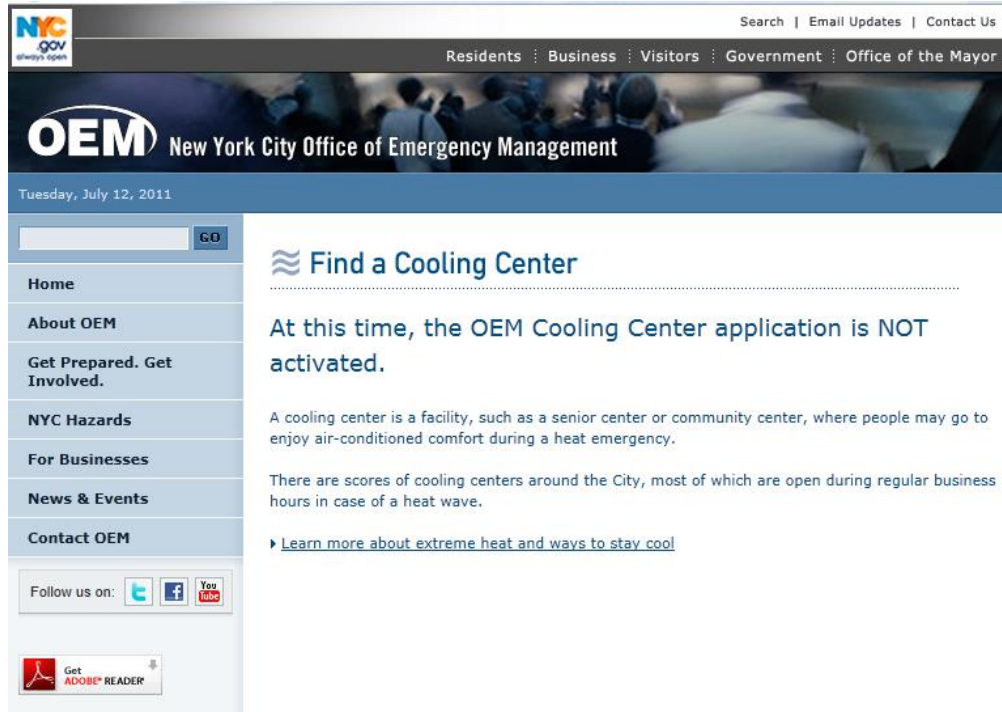 NYC
.gov
always open
Search | Email Updates | Contact Us
Residents Business Visitors Government Office of the Mayor
OEM New York City Office of Emergency Management
Tuesday, July 12, 2011
GO
Home
About OEM
Get Prepared. Get
Involved.
NYC Hazards
For Businesses
News & Events
Contact OEM
Follow us on: t f You Tube
Get
ADOBE® READER®
Find a Cooling Center
At this time, the OEM Cooling Center application is NOT
activated.
A cooling center is a facility, such as a senior center or community center, where people may go to
enjoy air-conditioned comfort during a heat emergency.
There are scores of cooling centers around the City, most of which are open during regular business
hours in case of a heat wave.
Learn more about extreme heat and ways to stay cool